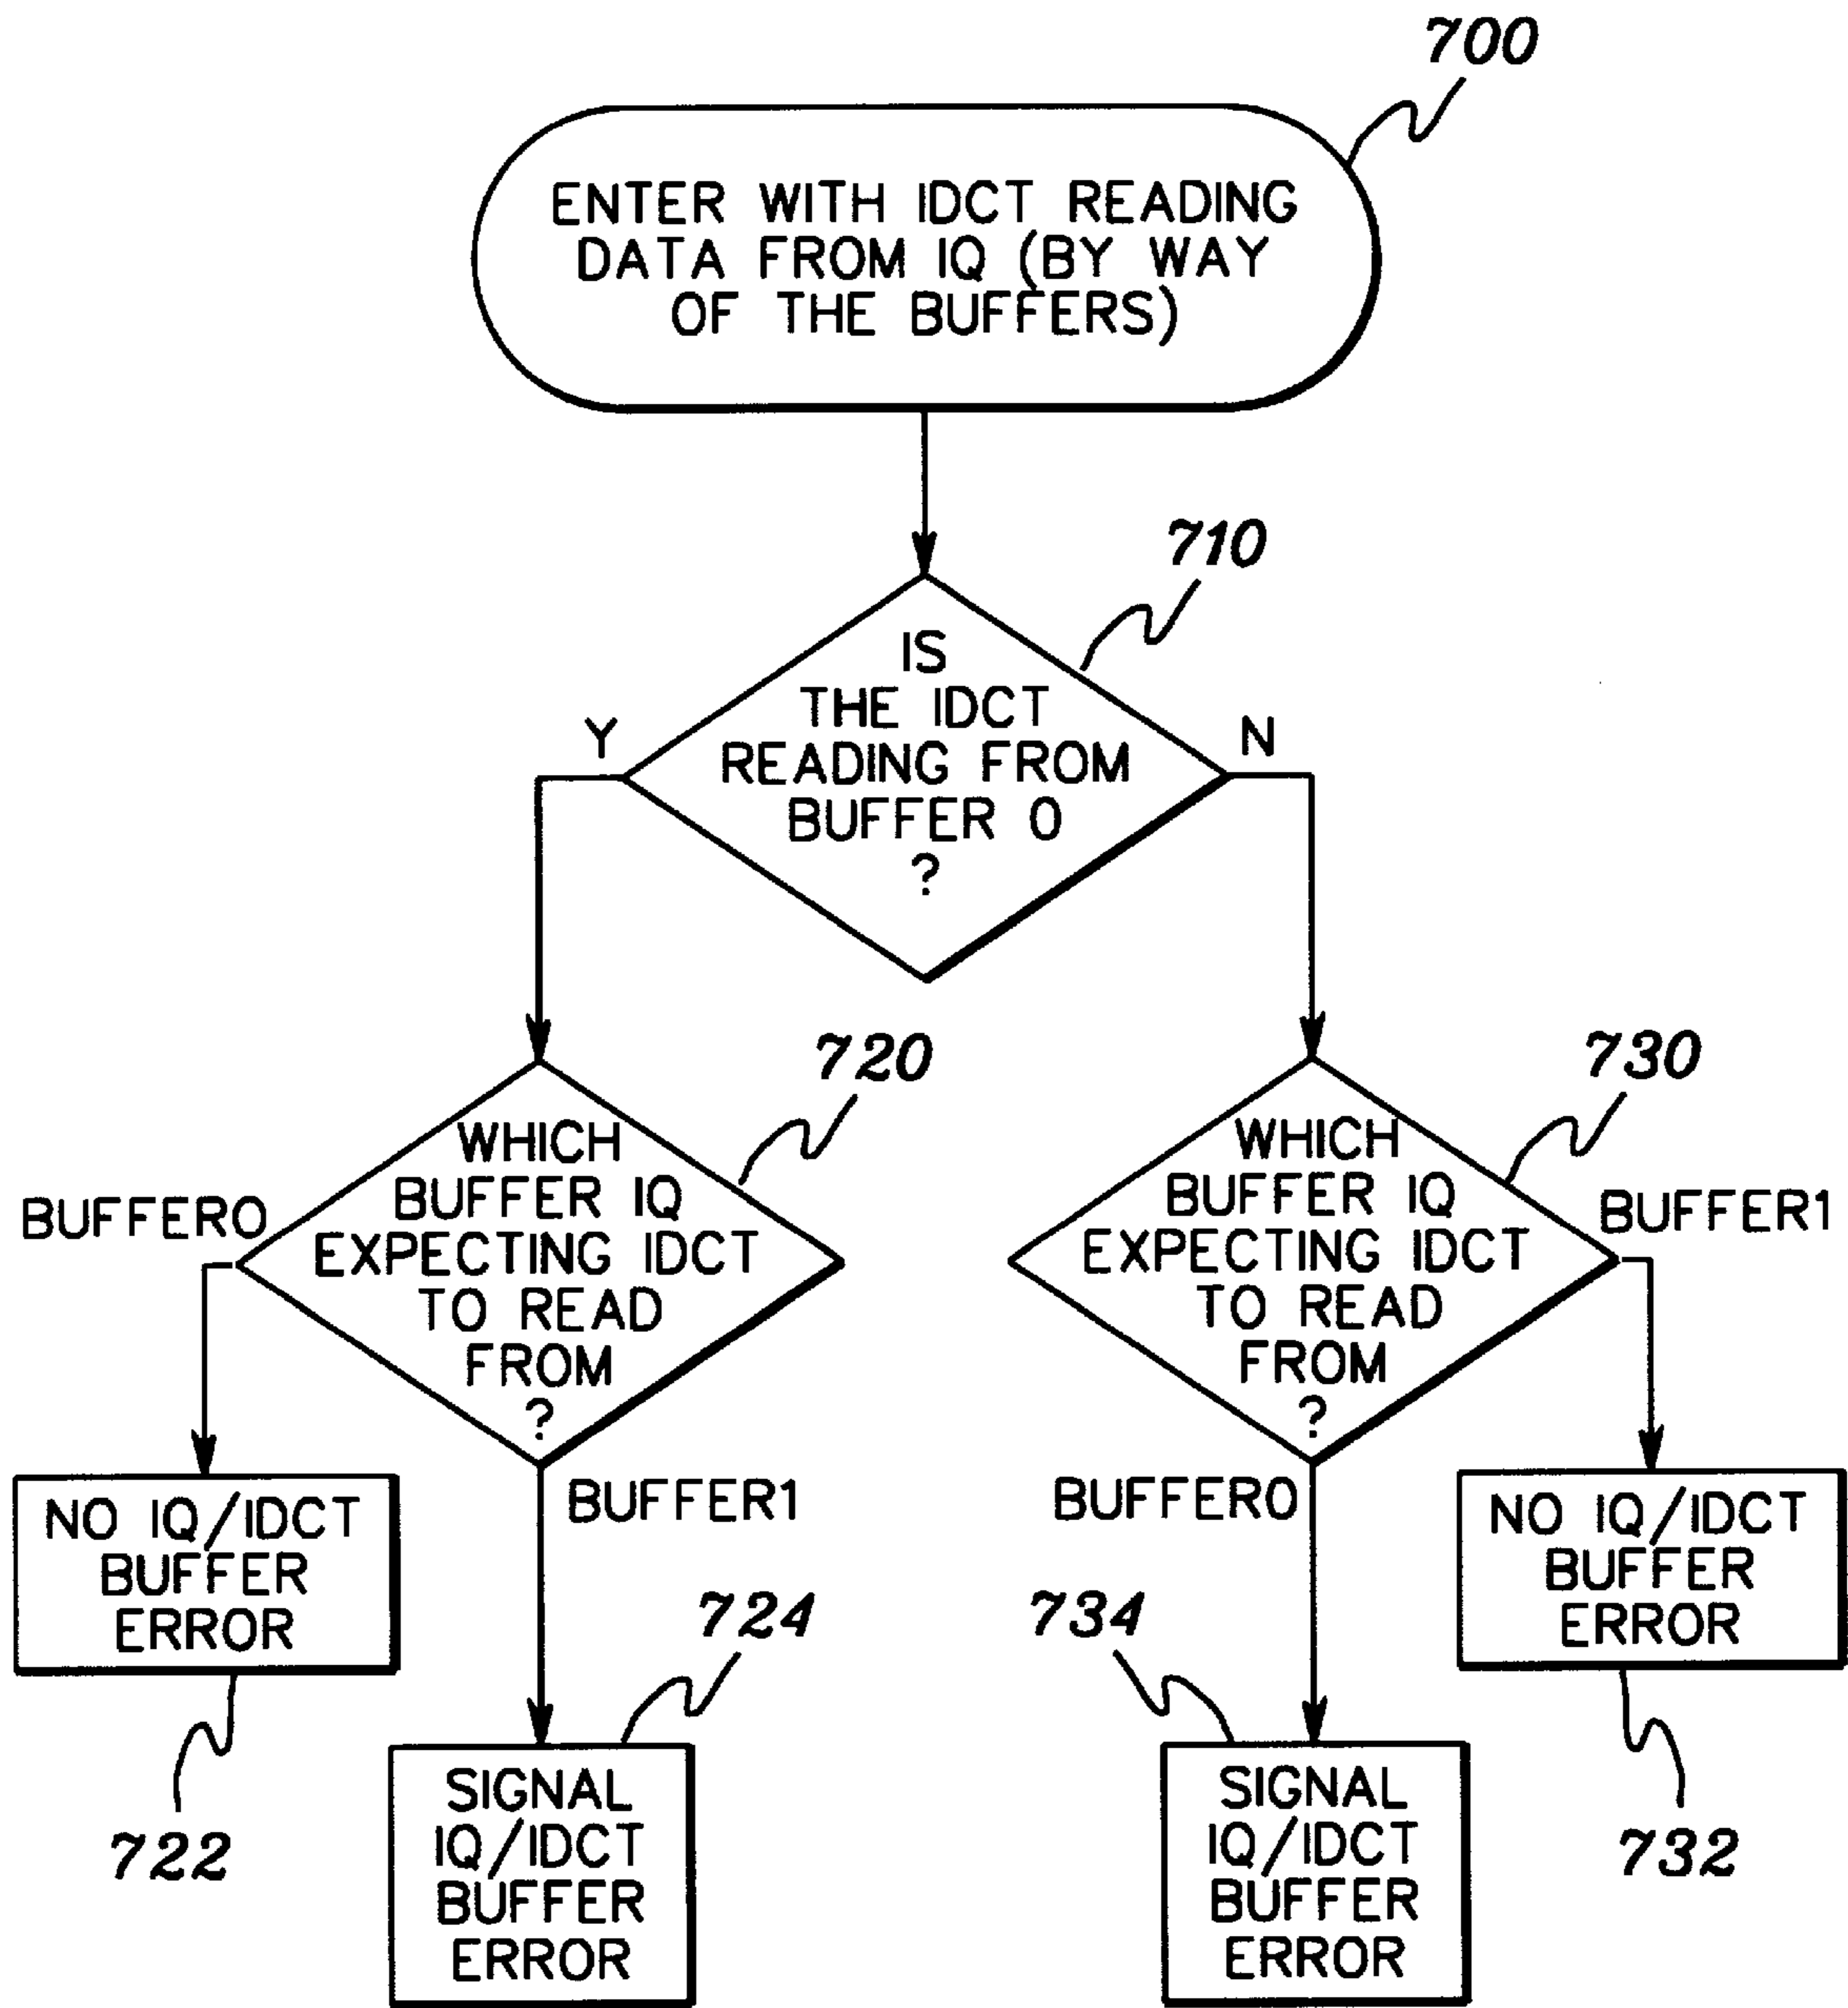 700
ENTER WITH IDCT READING
DATA FROM IQ (BY WAY
OF THE BUFFERS)
710
IS
THE IDCT
READING FROM
BUFFER 0
?
Y
N
720
WHICH
BUFFER IQ
EXPECTING IDCT
TO READ
FROM
?
BUFFER0
BUFFER1
730
WHICH
BUFFER IQ
EXPECTING IDCT
TO READ
FROM
?
BUFFER1
BUFFER0
NO IQ/IDCT
BUFFER
ERROR
722
724
SIGNAL
IQ/IDCT
BUFFER
ERROR
734
SIGNAL
IQ/IDCT
BUFFER
ERROR
NO IQ/IDCT
BUFFER
ERROR
732